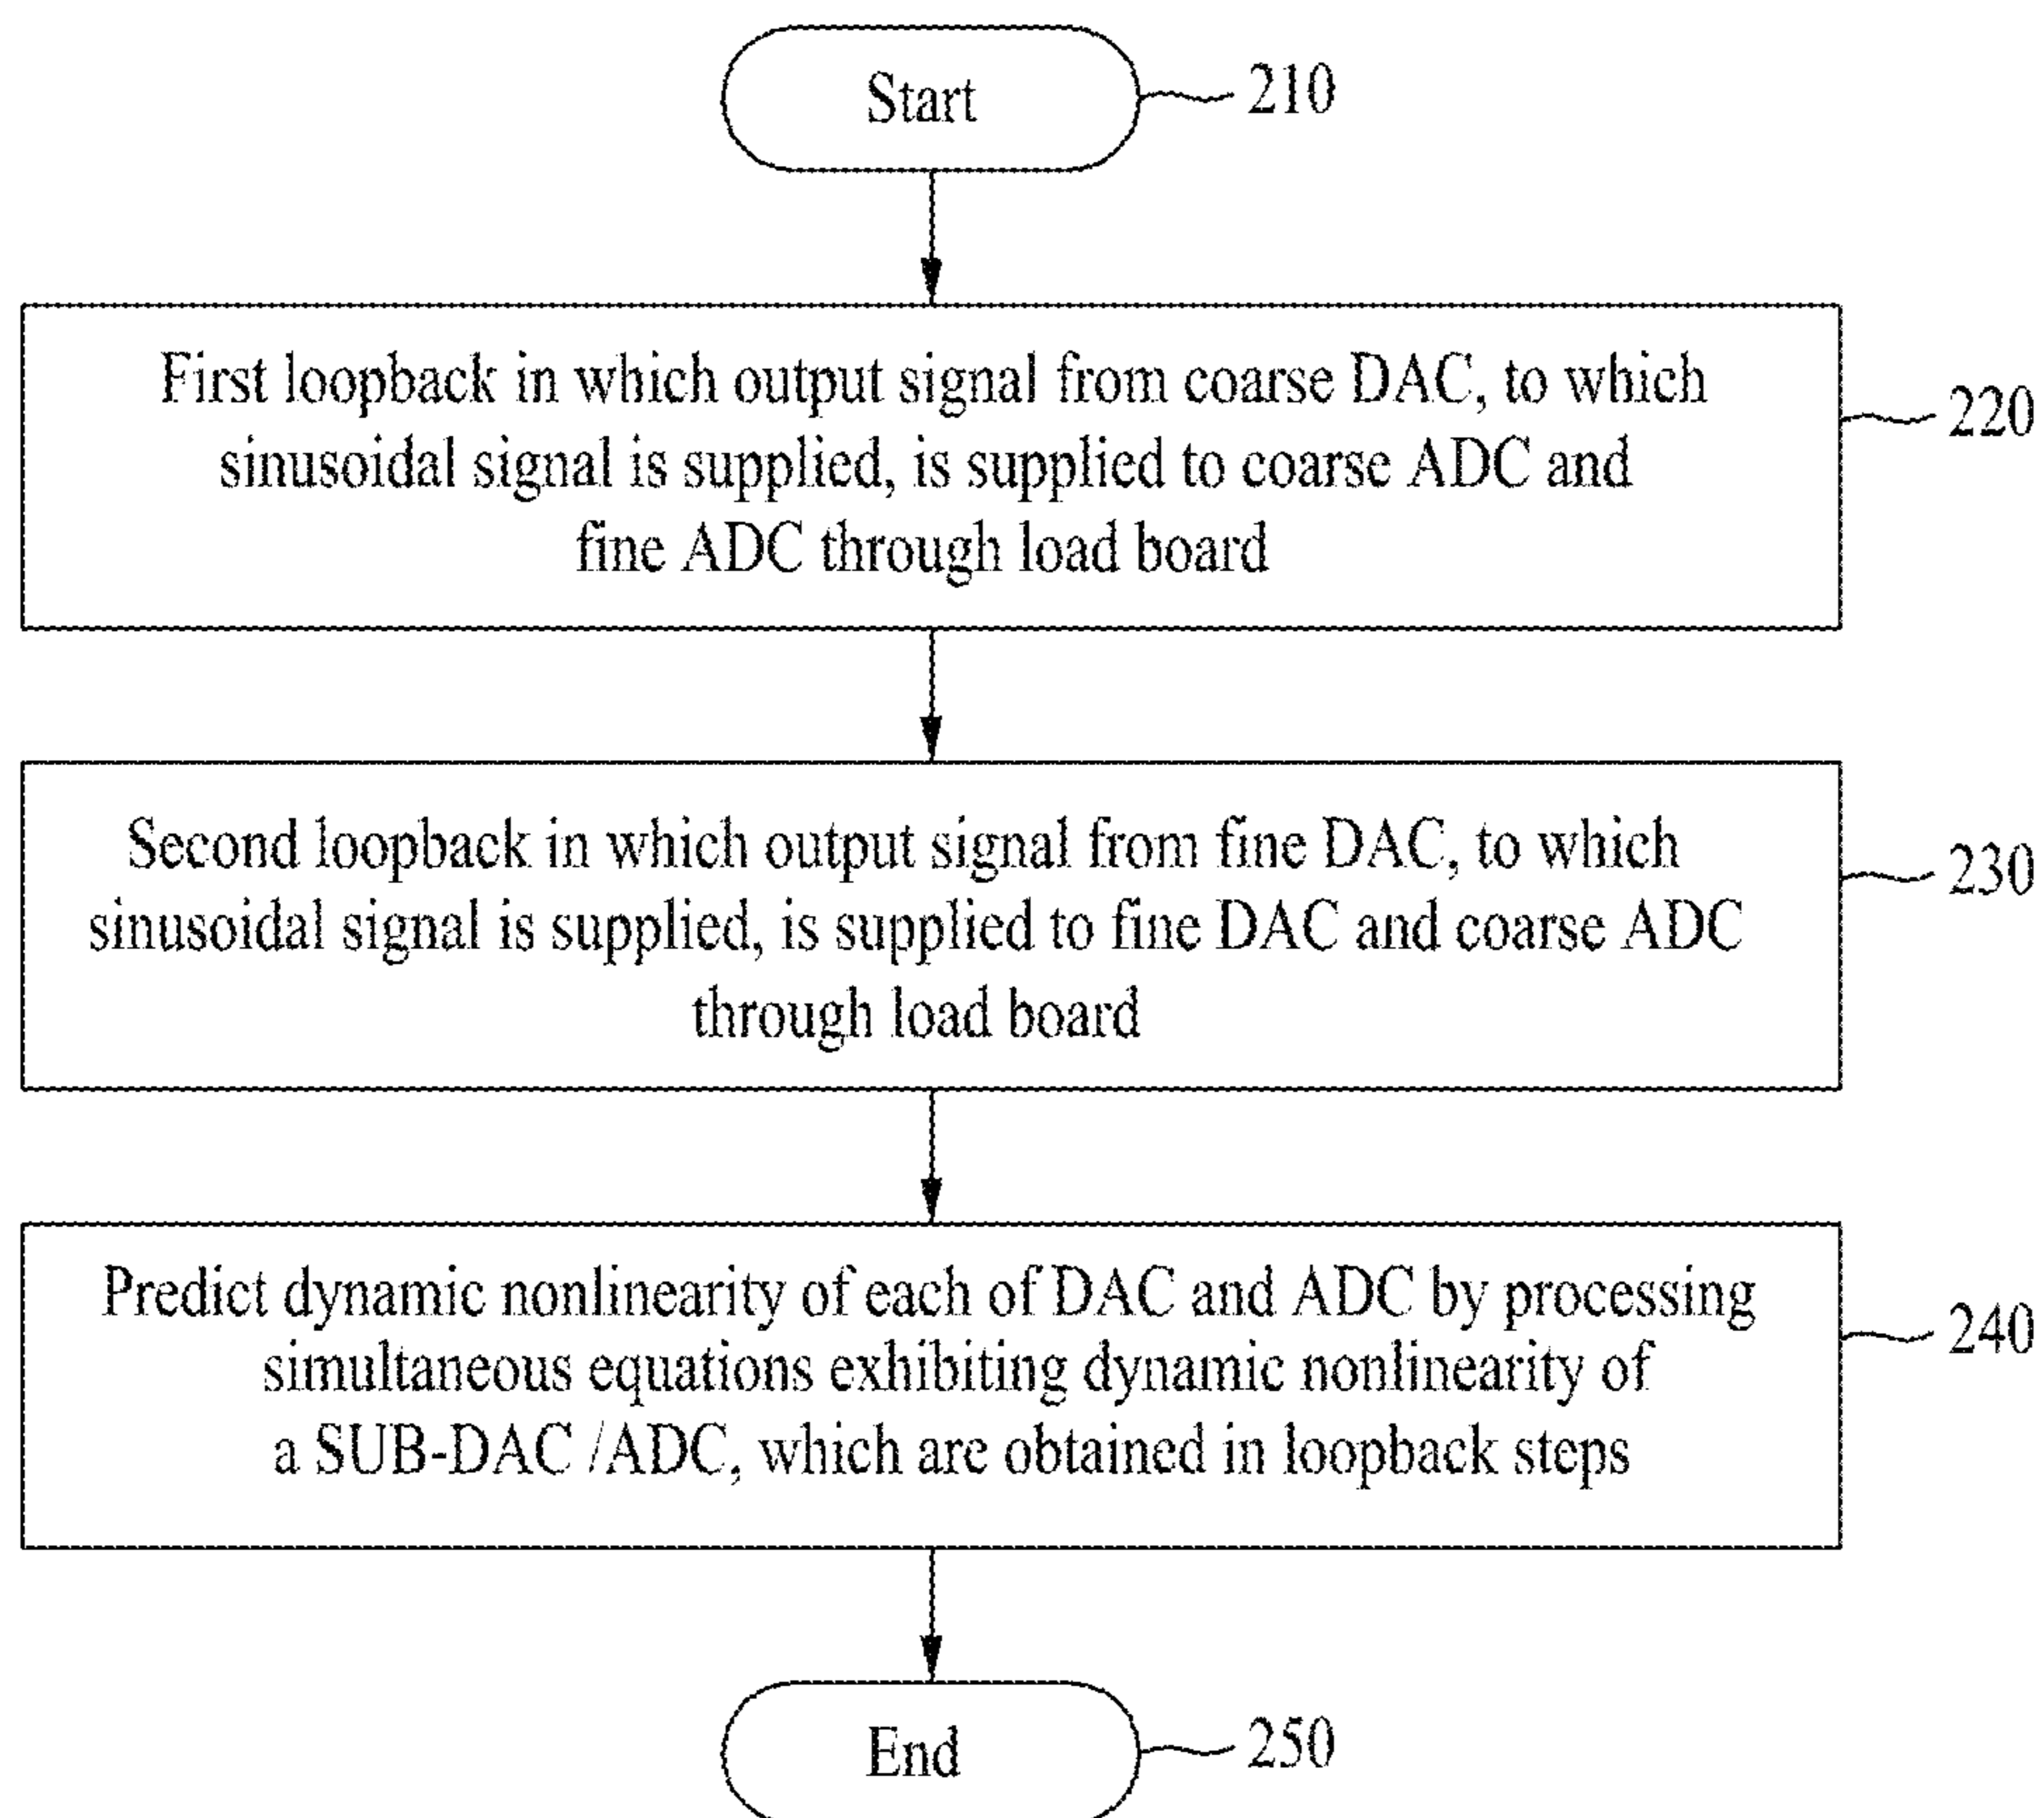 Start
210
First loopback in which output signal from coarse DAC, to which
sinusoidal signal is supplied, is supplied to coarse ADC and
fine ADC through load board
220
Second loopback in which output signal from fine DAC, to which
sinusoidal signal is supplied, is supplied to fine DAC and coarse ADC
through load board
230
Predict dynamic nonlinearity of each of DAC and ADC by processing
simultaneous equations exhibiting dynamic nonlinearity of
a SUB-DAC /ADC, which are obtained in loopback steps
240
End
250